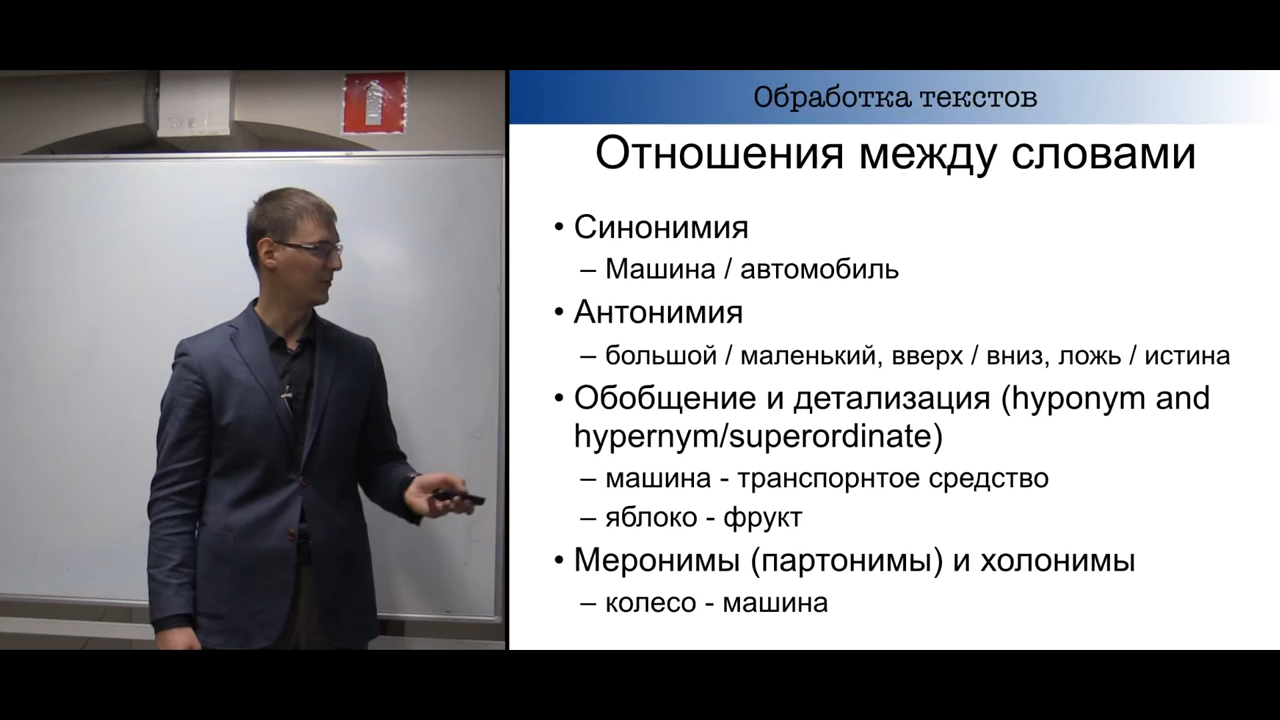 Обработка текстов
Отношения между словами
• Синонимия
– Машина / автомобиль
• Антонимия
– большой / маленький, вверх / вниз, ложь / истина
• Обобщение и детализация (hyponym and
hypernym/superordinate)
– машина - транспорнтое средство
– яблоко - фрукт
• Меронимы (партонимы) и холонимы
– колесо - машина